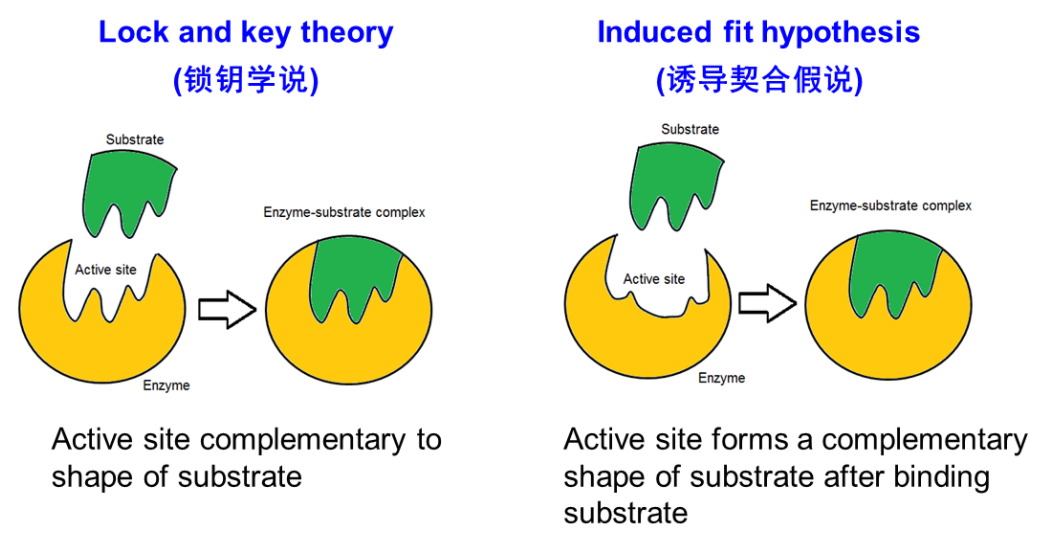 Lock and key theory
(锁钥学说)
Substrate
Enzyme-substrate complex
Active site
Enzyme
Active site complementary to
shape of substrate
Induced fit hypothesis
(诱导契合假说)
Substrate
Enzyme-substrate complex
Active site
Enzyme
Active site forms a complementary
shape of substrate after binding
substrate